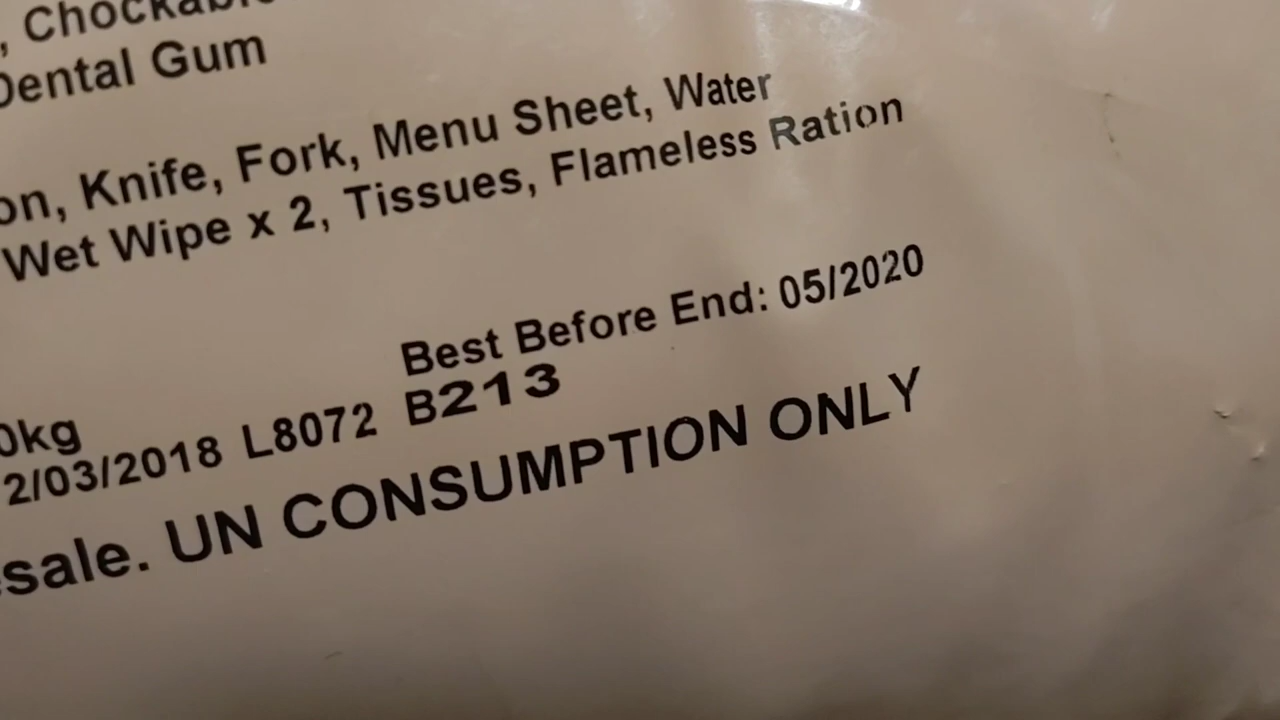 , Chockab
Dental Gum
on, Knife, Fork, Menu Sheet, Water
Wet Wipe x 2, Tissues, Flameless Ration
Best Before End: 05/2020
0kg
2/03/2018 L8072 B213
sale. UN CONSUMPTION ONLY